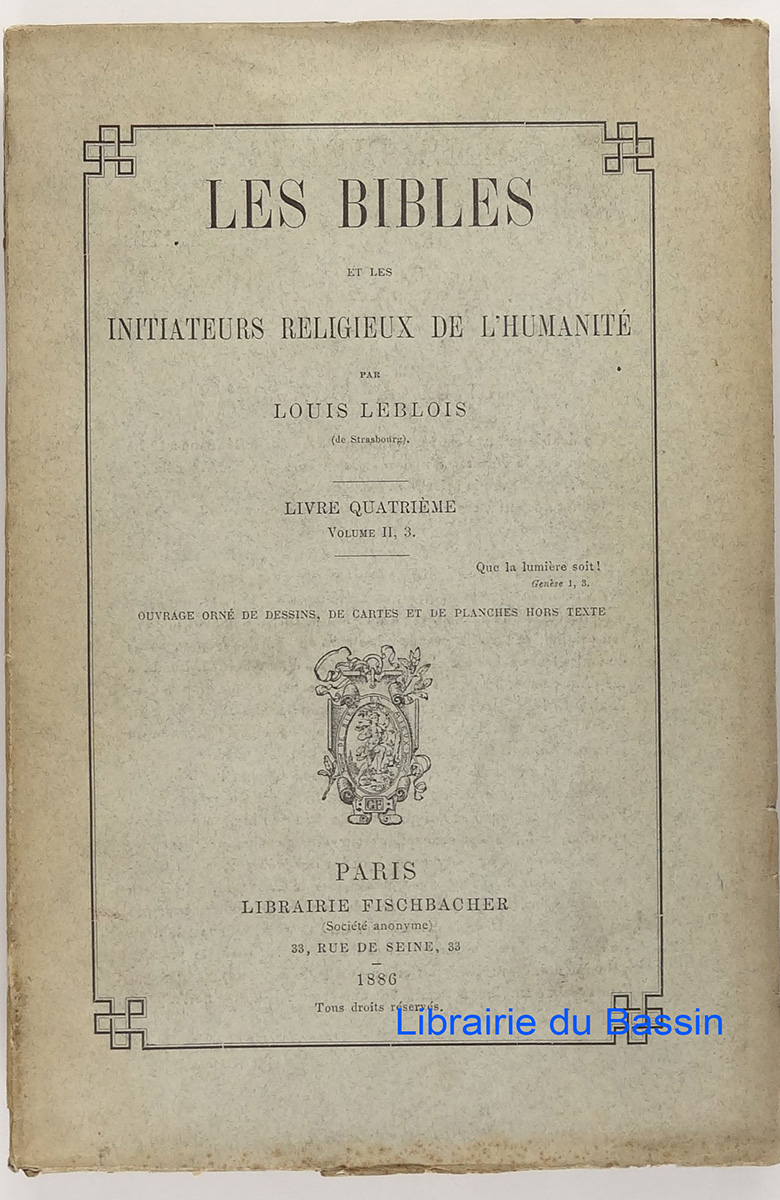 LES BIBLES
ET LES
INITIATEURS RELIGIEUX DE L'HUMANITÉ
PAR
LOUIS LEBLOIS
(de Strasbourg).
LIVRE QUATRIÈME
VOLUME II, 3.
Que la lumière soit!
Genèse 1, 3.
OUVRAGE ORNÉ DE DESSINS, DE CARTES ET DE PLANCHES HORS TEXTE
PARIS
LIBRAIRIE FISCHBACHER
(Société anonyme)
33, RUE DE SEINE, 33
1886
Tous droits réservés.
Librairie du Bassin